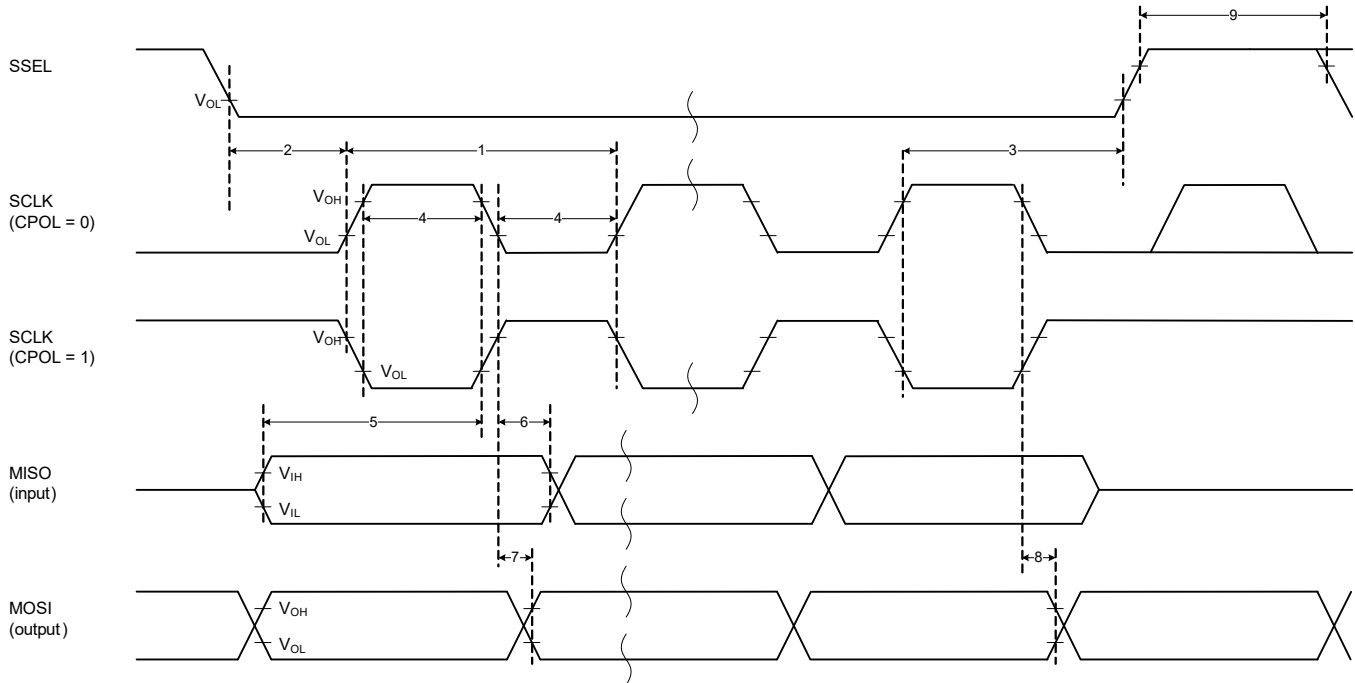 9
SSEL
VOL
2
1
3
SCLK
(CPOL = 0)
VOH
4
4
VOL
SCLK
(CPOL = 1)
VOH
VOL
5
6
MISO
(input)
VIH
VIL
7
8
MOSI
(output)
VOH
VOL